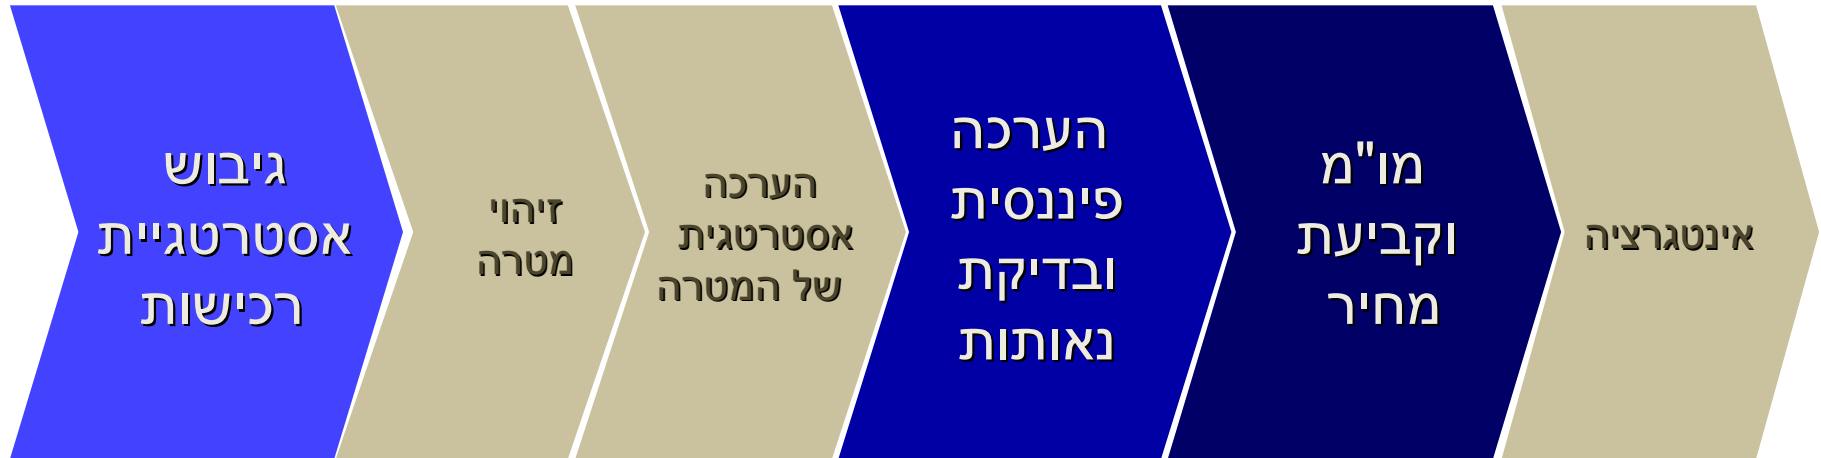 גיבוש
אסטרטגיית
רכישות
זיהוי
מטרה
הערכה
אסטרטגית
של המטרה
הערכה
פיננסית
ובדיקת
נאותות
מו"מ
וקביעת
מחיר
אינטגרציה